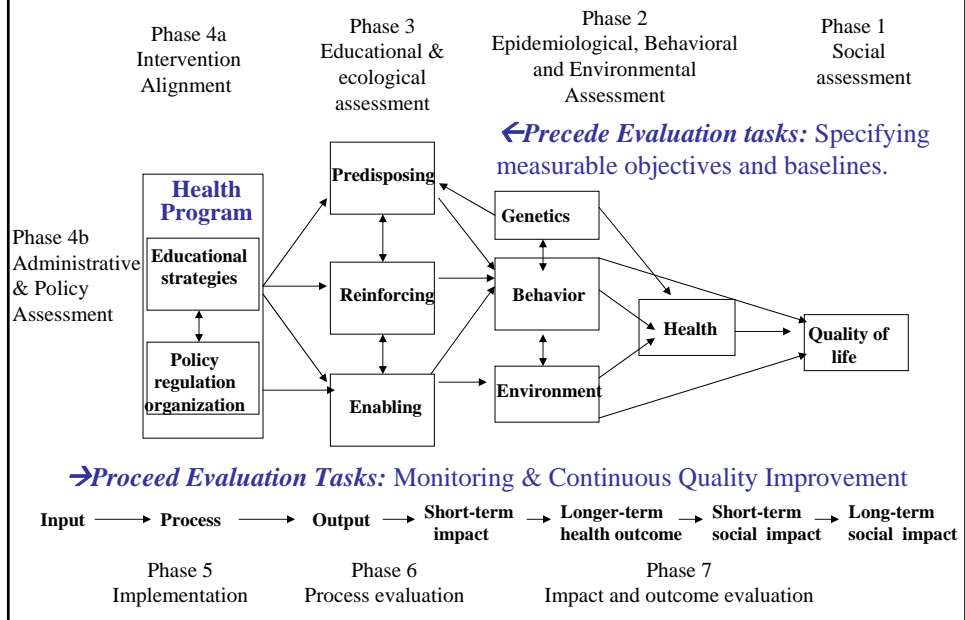 Phase 4a
Intervention
Alignment
Phase 3
Educational &
ecological
assessment
Phase 2
Epidemiological, Behavioral
and Environmental
Assessment
Phase 1
Social
assessment
←Precede Evaluation tasks: Specifying
measurable objectives and baselines.
Phase 4b
Administrative
& Policy
Assessment
Health
Program
Educational
strategies
Policy
regulation
organization
Predisposing
Reinforcing
Enabling
Genetics
Behavior
Environment
Health
Quality of
life
→Proceed Evaluation Tasks: Monitoring & Continuous Quality Improvement
Input
Process
Output
Short-term
impact
Longer-term
health outcome
Short-term
social impact
Long-term
social impact
Phase 5
Implementation
Phase 6
Process evaluation
Phase 7
Impact and outcome evaluation